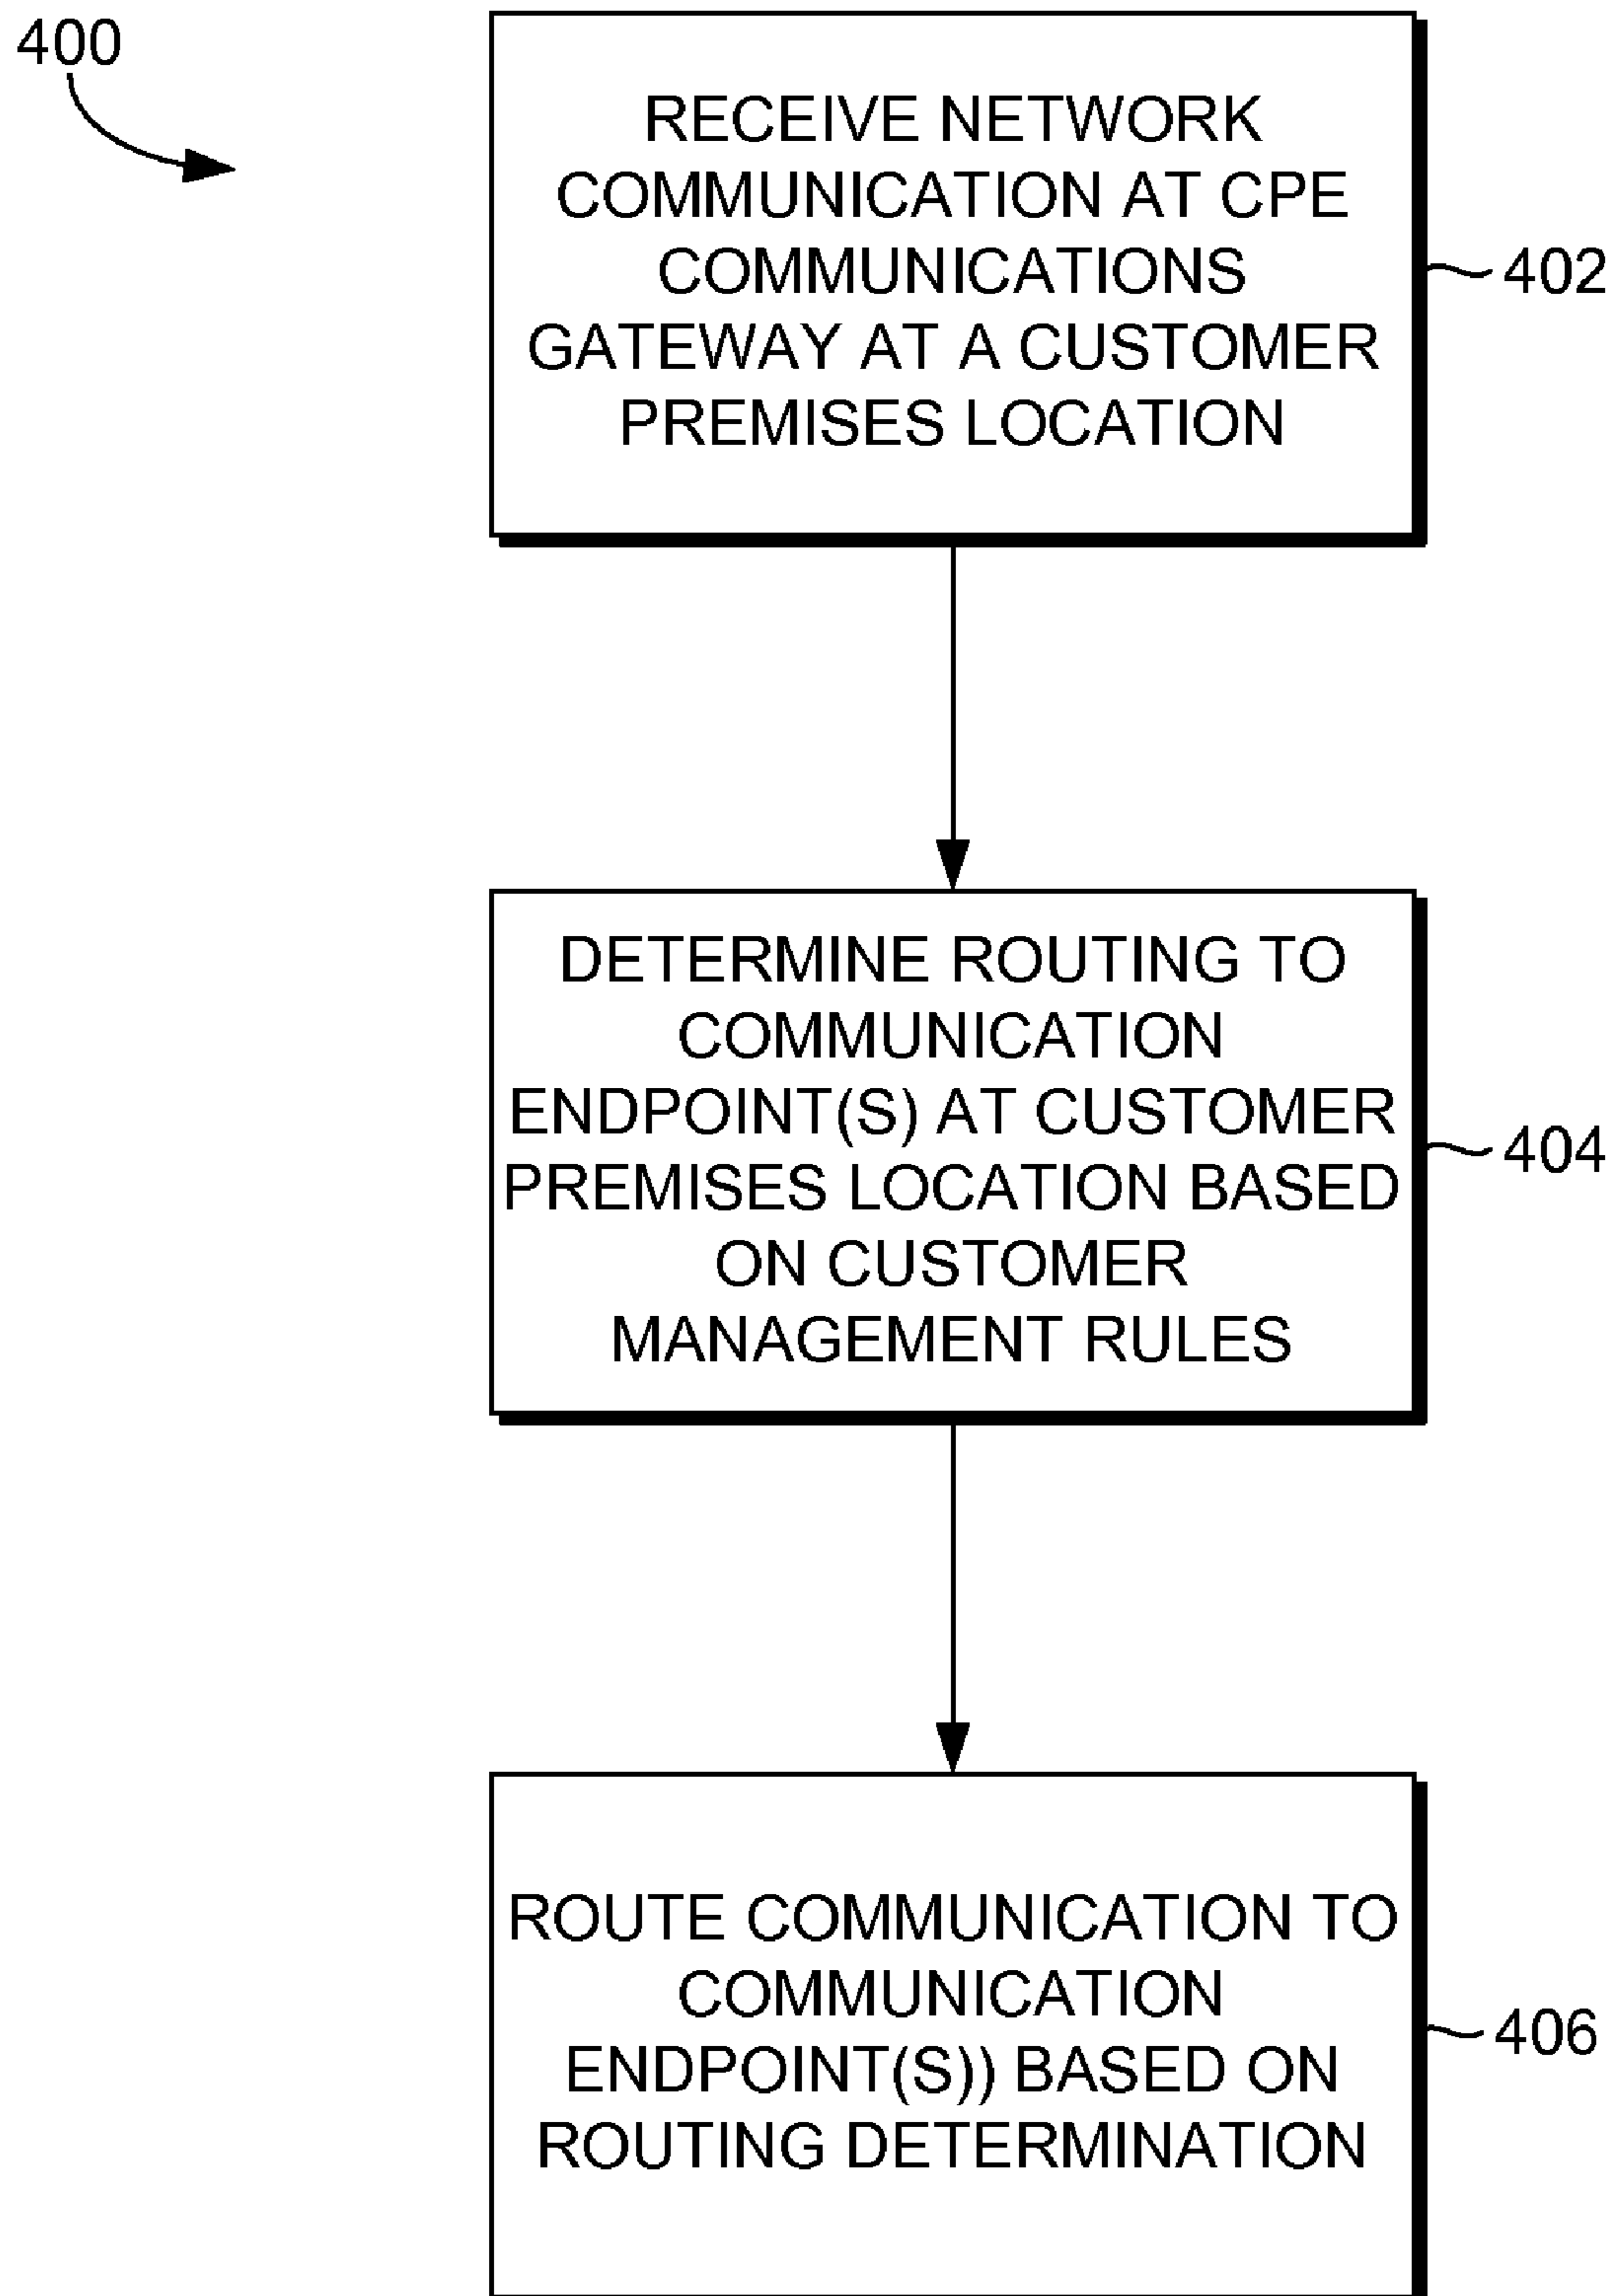 400
RECEIVE NETWORK
COMMUNICATION AT CPE
COMMUNICATIONS
GATEWAY AT A CUSTOMER
PREMISES LOCATION
402
DETERMINE ROUTING TO
COMMUNICATION
ENDPOINT(S) AT CUSTOMER
PREMISES LOCATION BASED
ON CUSTOMER
MANAGEMENT RULES
404
ROUTE COMMUNICATION TO
COMMUNICATION
ENDPOINT(S)) BASED ON
ROUTING DETERMINATION
406